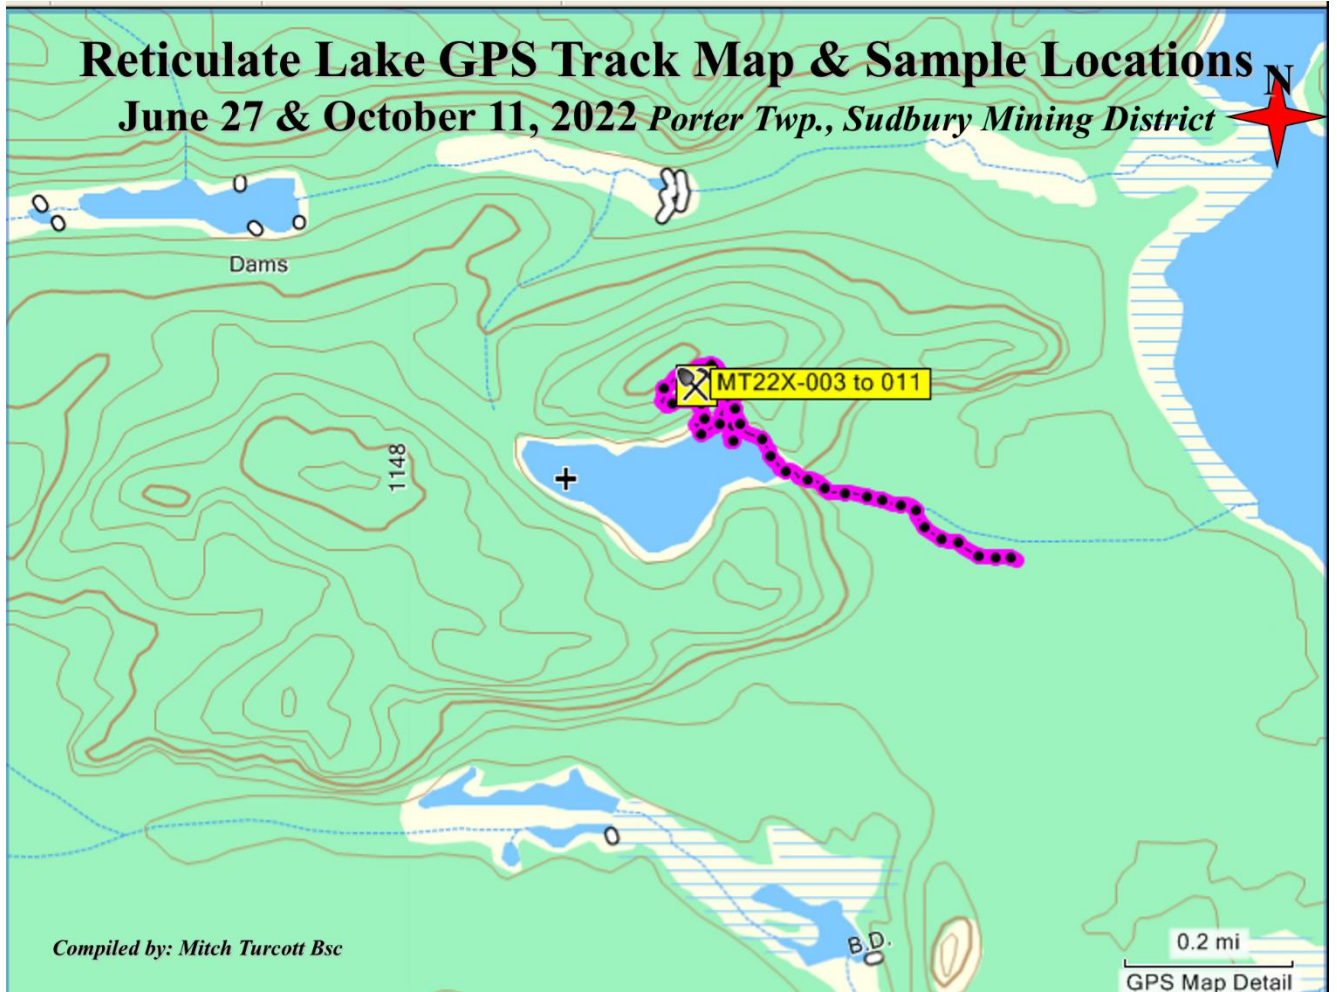 Reticulate Lake GPS Track Map & Sample Locations
N
June 27 & October 11, 2022 Porter Twp., Sudbury Mining District
Dams
MT22X-003 to 011
1148
B.D.
Compiled by: Mitch Turcott Bsc
0.2 mi
GPS Map Detail